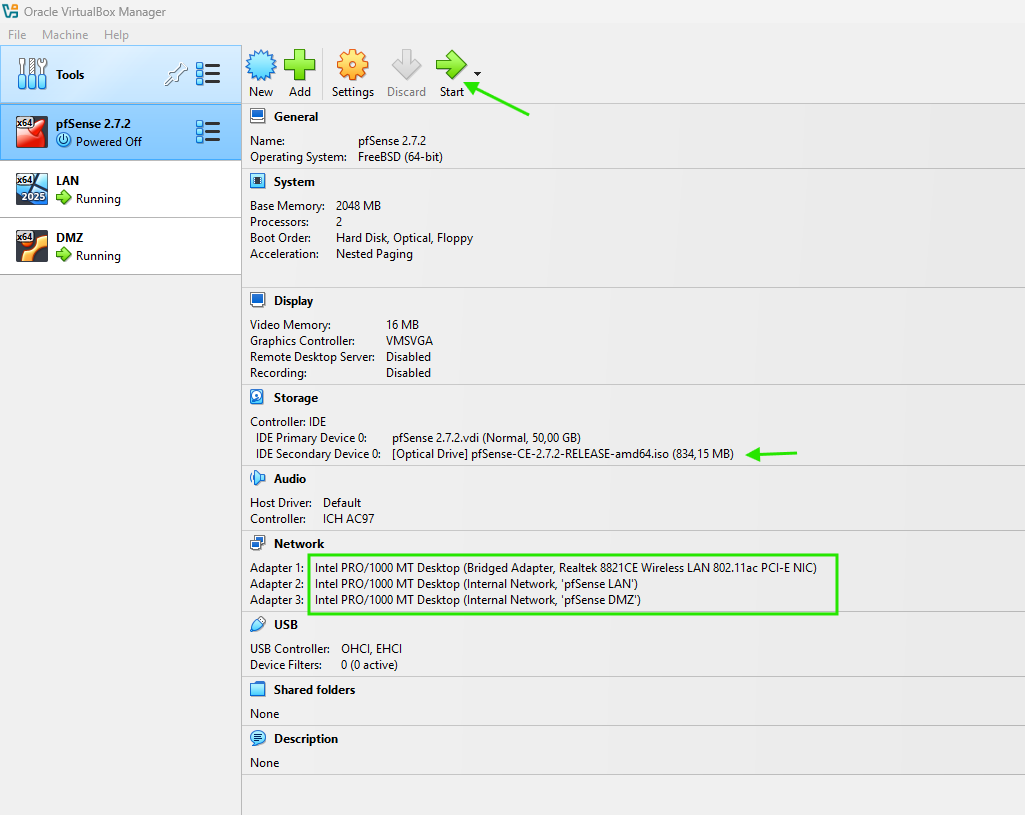 Oracle VirtualBox Manager
File Machine Help
Tools
New Add Settings Discard Start
x64
pfSense 2.7.2
Powered Off
x64
2025
LAN
Running
x64
DMZ
Running
General
Name: pfSense 2.7.2
Operating System: FreeBSD (64-bit)
System
Base Memory: 2048 MB
Processors: 2
Boot Order: Hard Disk, Optical, Floppy
Acceleration: Nested Paging
Display
Video Memory: 16 MB
Graphics Controller: VMSVGA
Remote Desktop Server: Disabled
Recording: Disabled
Storage
Controller: IDE
IDE Primary Device 0: pfSense 2.7.2.vdi (Normal, 50,00 GB)
IDE Secondary Device 0: [Optical Drive] pfSense-CE-2.7.2-RELEASE-amd64.iso (834,15 MB)
Audio
Host Driver: Default
Controller: ICH AC97
Network
Adapter 1: Intel PRO/1000 MT Desktop (Bridged Adapter, Realtek 8821CE Wireless LAN 802.11ac PCI-E NIC)
Adapter 2: Intel PRO/1000 MT Desktop (Internal Network, 'pfSense LAN')
Adapter 3: Intel PRO/1000 MT Desktop (Internal Network, 'pfSense DMZ')
USB
USB Controller: OHCI, EHCI
Device Filters: 0 (0 active)
Shared folders
None
Description
None